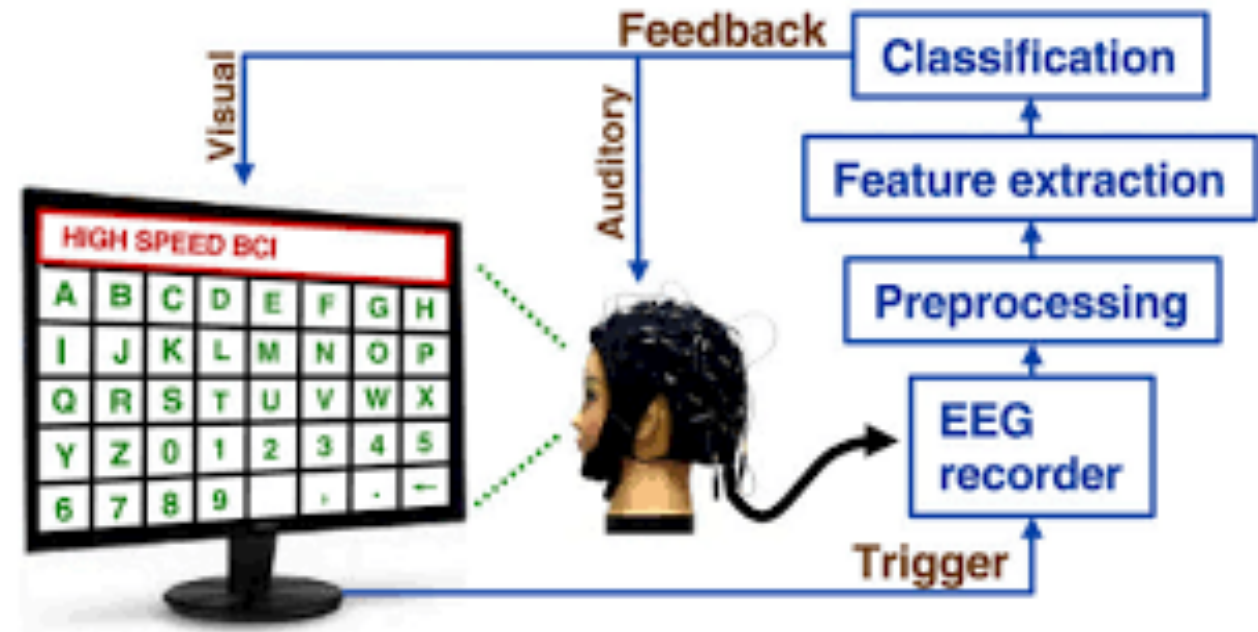 Feedback
Classification
Visual
Auditory
Feature extraction
HIGH SPEED BCI
A B C D E F G H
I J K L M N O P
Q R S T U V W X
Y Z 0 1 2 3 4 5
6 7 8 9 , . ←
Preprocessing
EEG
recorder
Trigger